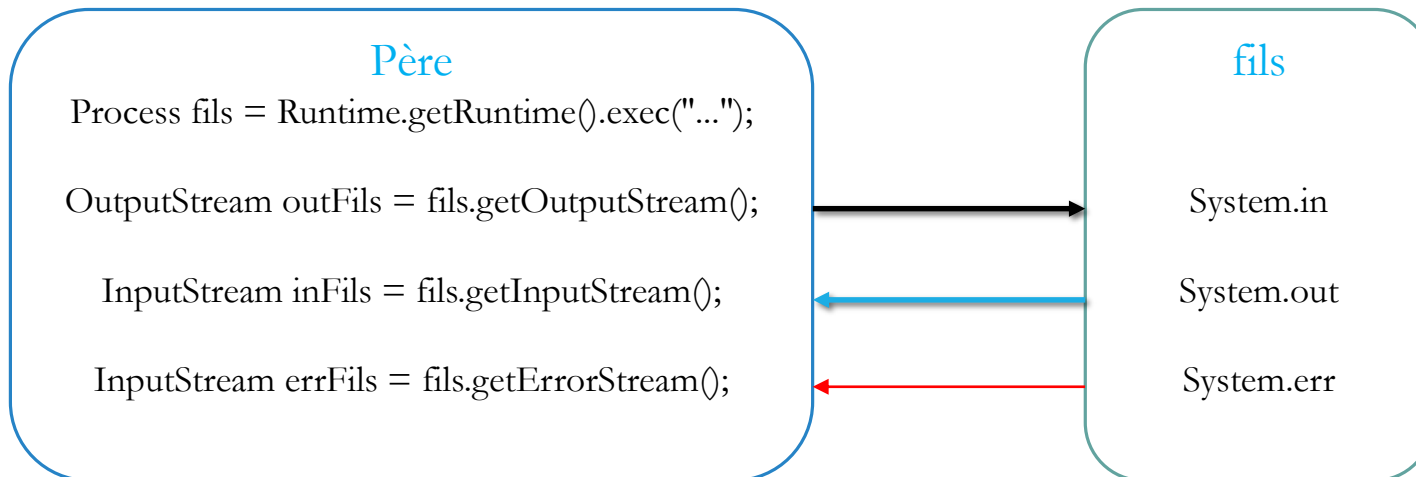 Père
fils
Process fils = Runtime.getRuntime().exec("...");
OutputStream outFils = fils.getOutputStream();
System.in
InputStream inFils = fils.getInputStream();
System.out
InputStream errFils = fils.getErrorStream();
System.err